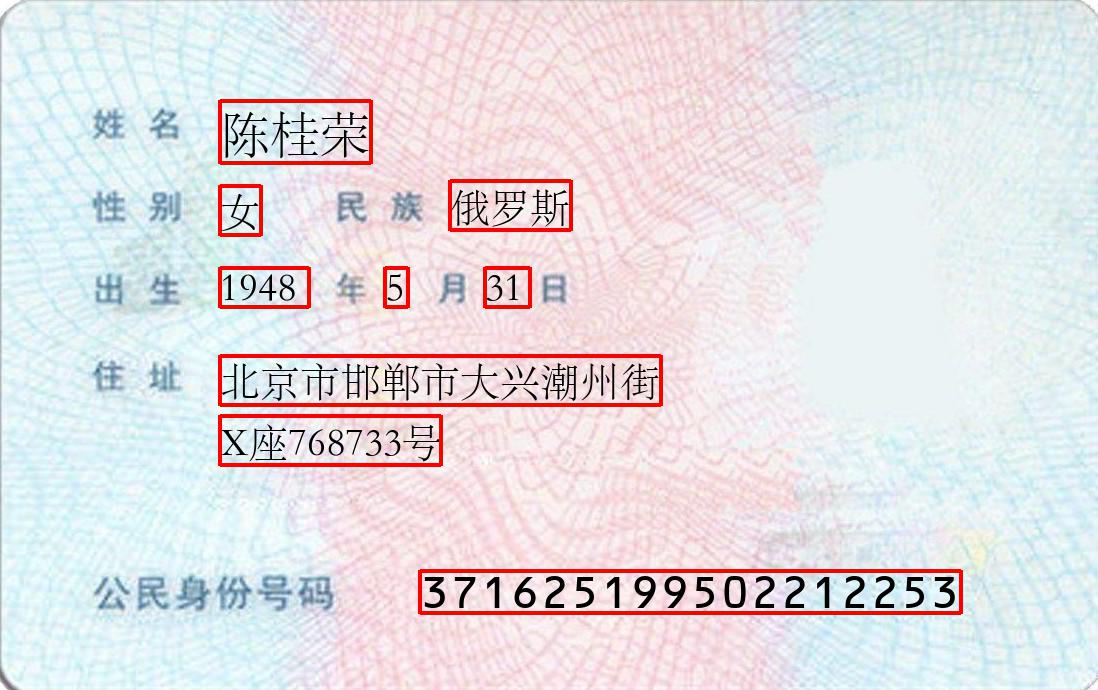 姓名 陈桂荣
性别 女 民族 俄罗斯
出生 1948 年 5 月 31 日
住址 北京市邯郸市大兴潮州街
X座768733号
公民身份号码 371625199502212253